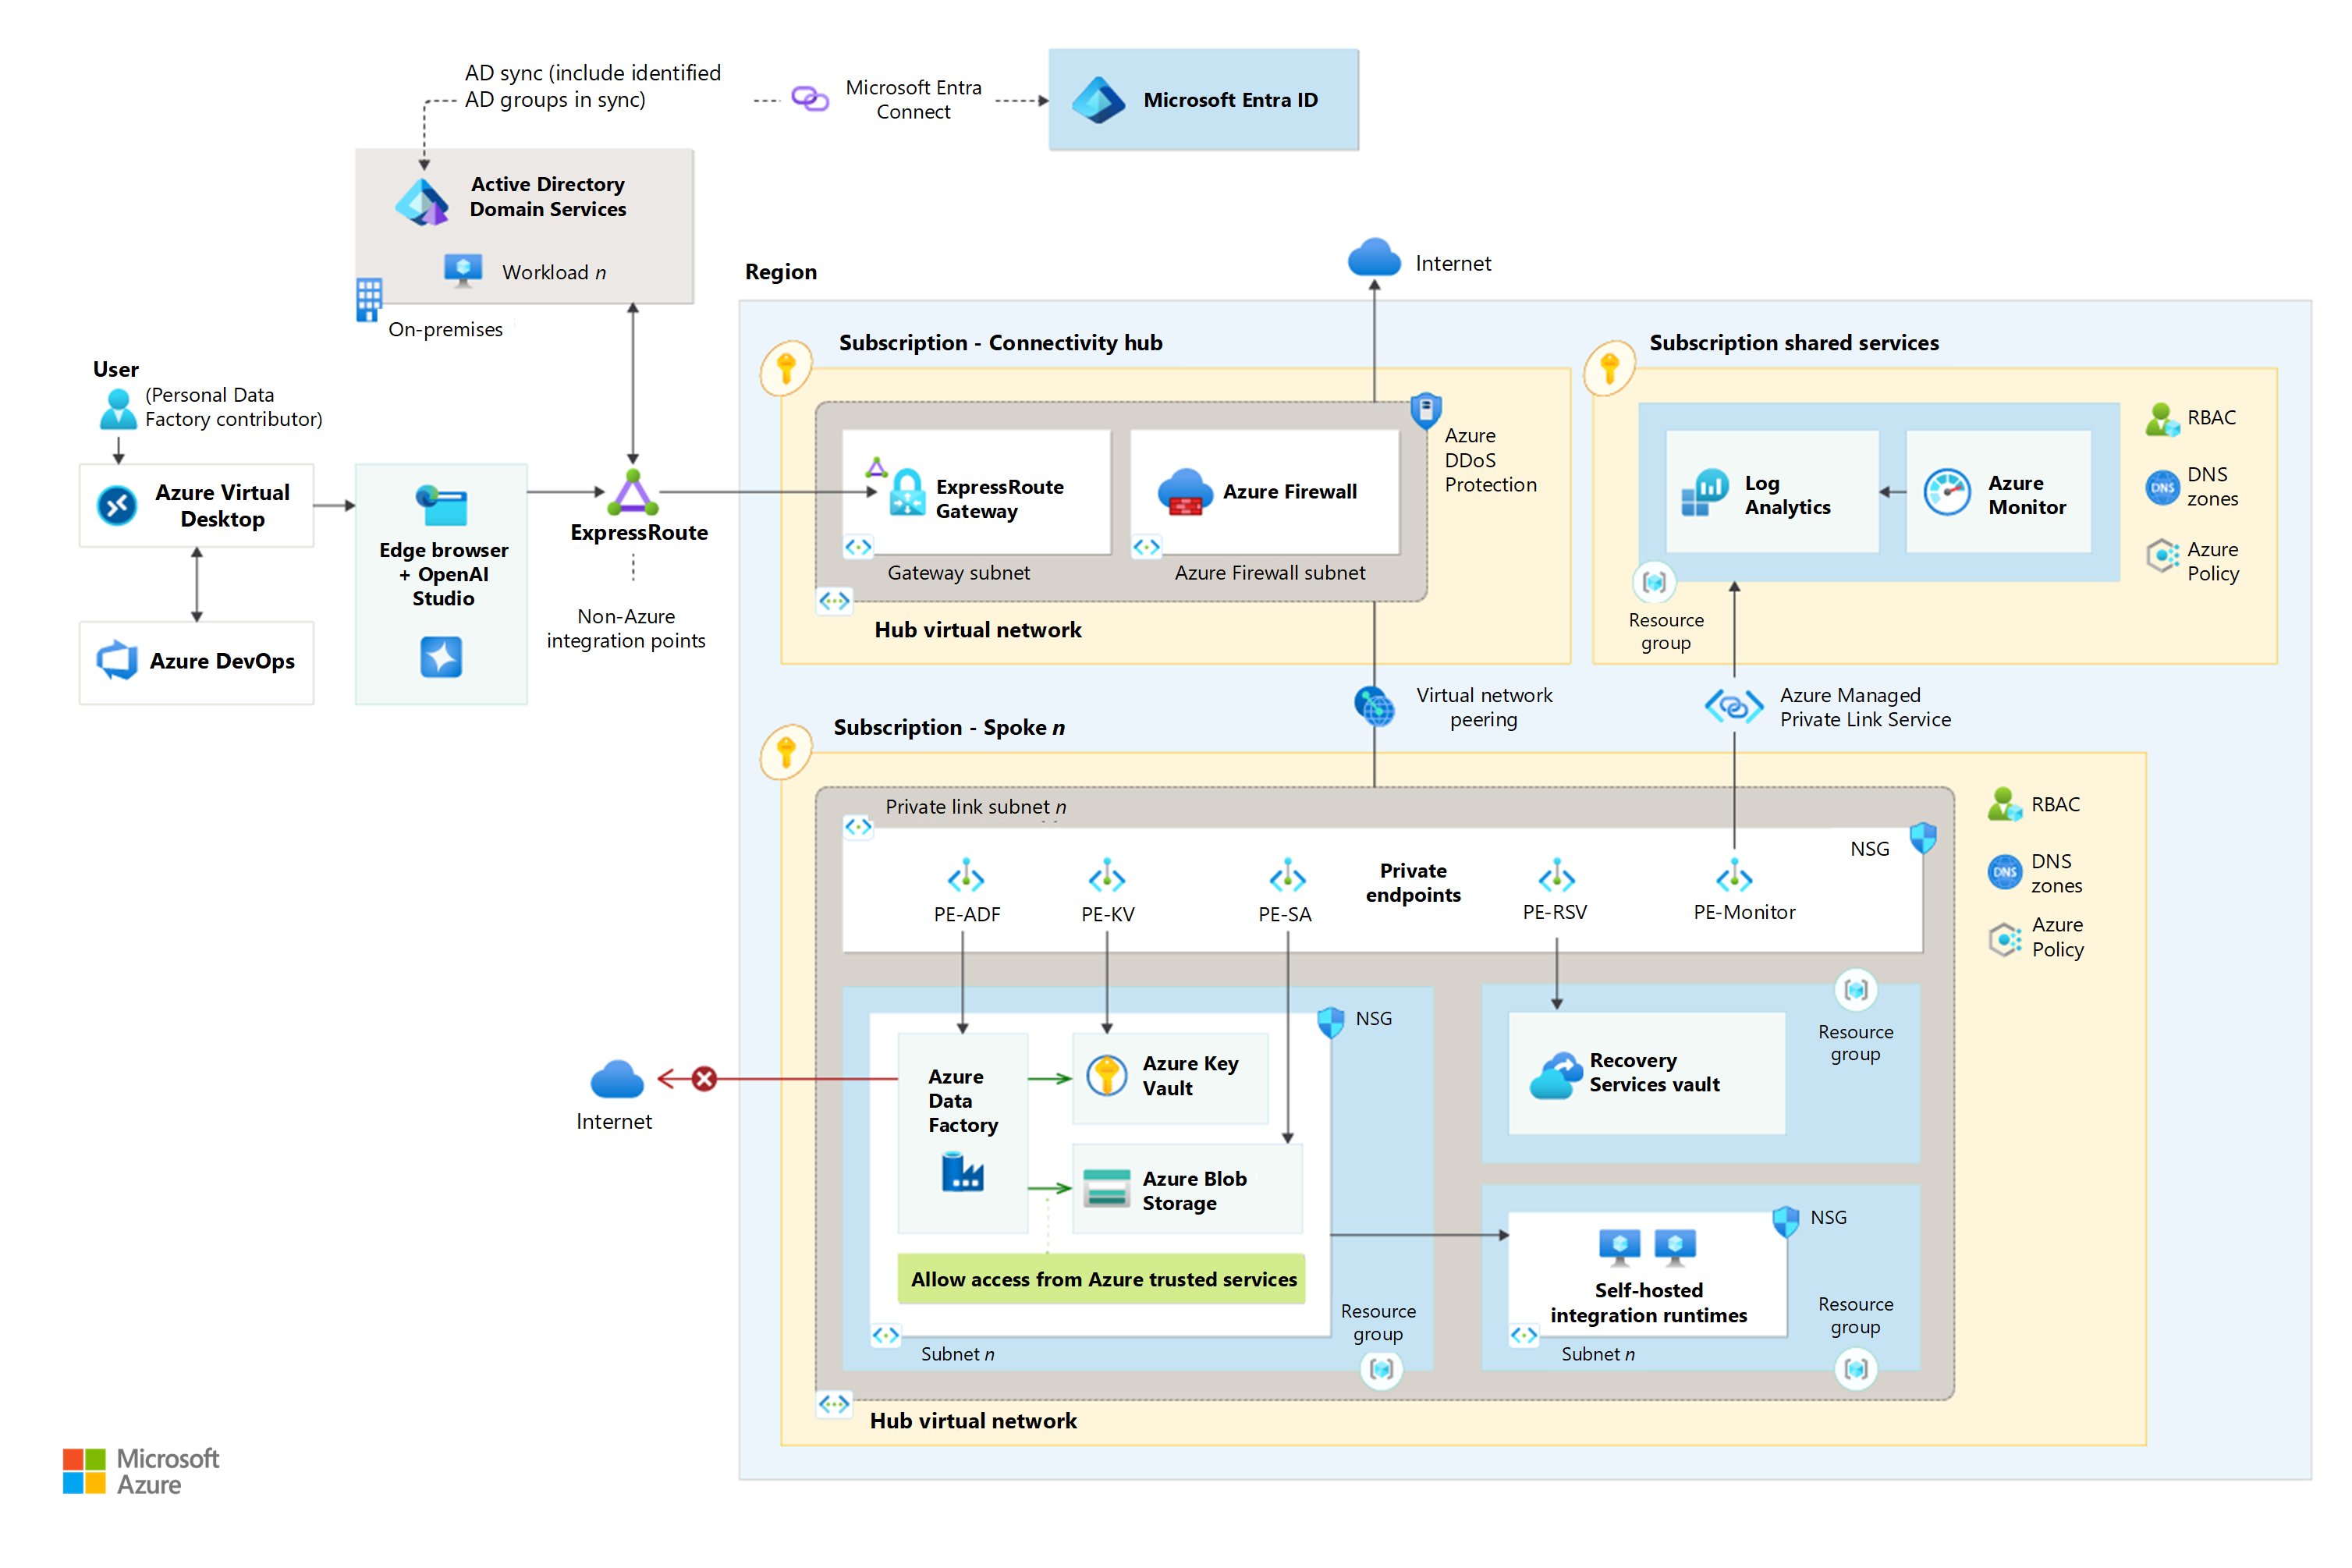 AD sync (include identified
AD groups in sync)
Microsoft Entra
Connect
Microsoft Entra ID
Active Directory
Domain Services
Workload n
On-premises
User
(Personal Data
Factory contributor)
Azure Virtual
Desktop
Azure DevOps
Edge browser
+ OpenAI
Studio
ExpressRoute
Non-Azure
integration points
Region
Internet
Subscription - Connectivity hub
ExpressRoute
Gateway
Gateway subnet
Azure Firewall
Azure Firewall subnet
Azure
DDoS
Protection
Hub virtual network
Subscription shared services
Log
Analytics
Azure
Monitor
RBAC
DNS
DNS
zones
Azure
Policy
Resource
group
Virtual network
peering
Azure Managed
Private Link Service
Subscription - Spoke n
Private link subnet n
NSG
PE-ADF
PE-KV
PE-SA
Private
endpoints
PE-RSV
PE-Monitor
RBAC
DNS
DNS
zones
Azure
Policy
Internet
NSG
Azure
Data
Factory
Azure Key
Vault
Azure Blob
Storage
Allow access from Azure trusted services
Subnet n
Resource
group
Recovery
Services vault
Resource
group
NSG
Self-hosted
integration runtimes
Subnet n
Resource
group
Hub virtual network
Microsoft
Azure